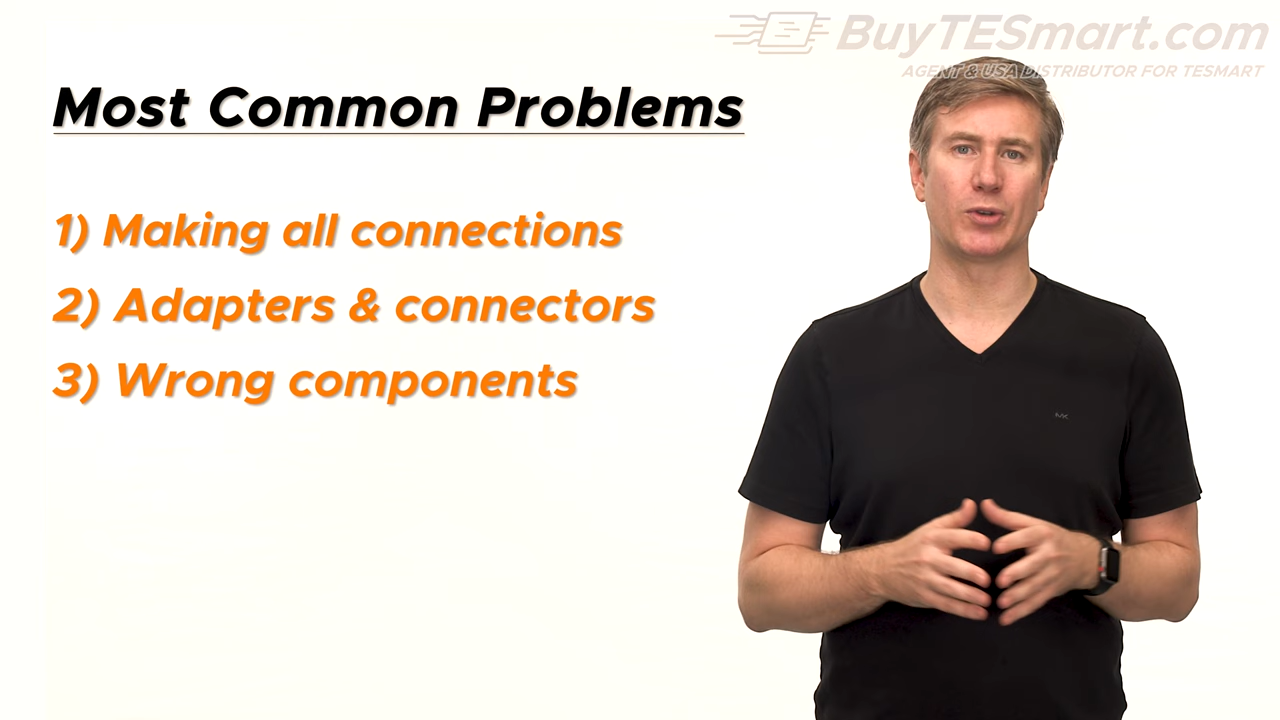 BuyTESmart.com
AGENT & USA DISTRIBUTOR FOR TESMART
Most Common Problems
1) Making all connections
2) Adapters & connectors
3) Wrong components
MK